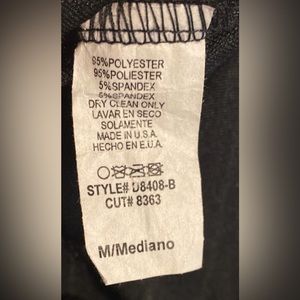 95%POLYESTER
95%POLIESTER
5%SPANDEX
5%SPANDEX
DRY CLEAN ONLY
LAVAR EN SECO
SOLAMENTE
MADE IN U.S.A.
HECHO EN E.U.A.
STYLE# D8408-B
CUT# 8363
M/Mediano